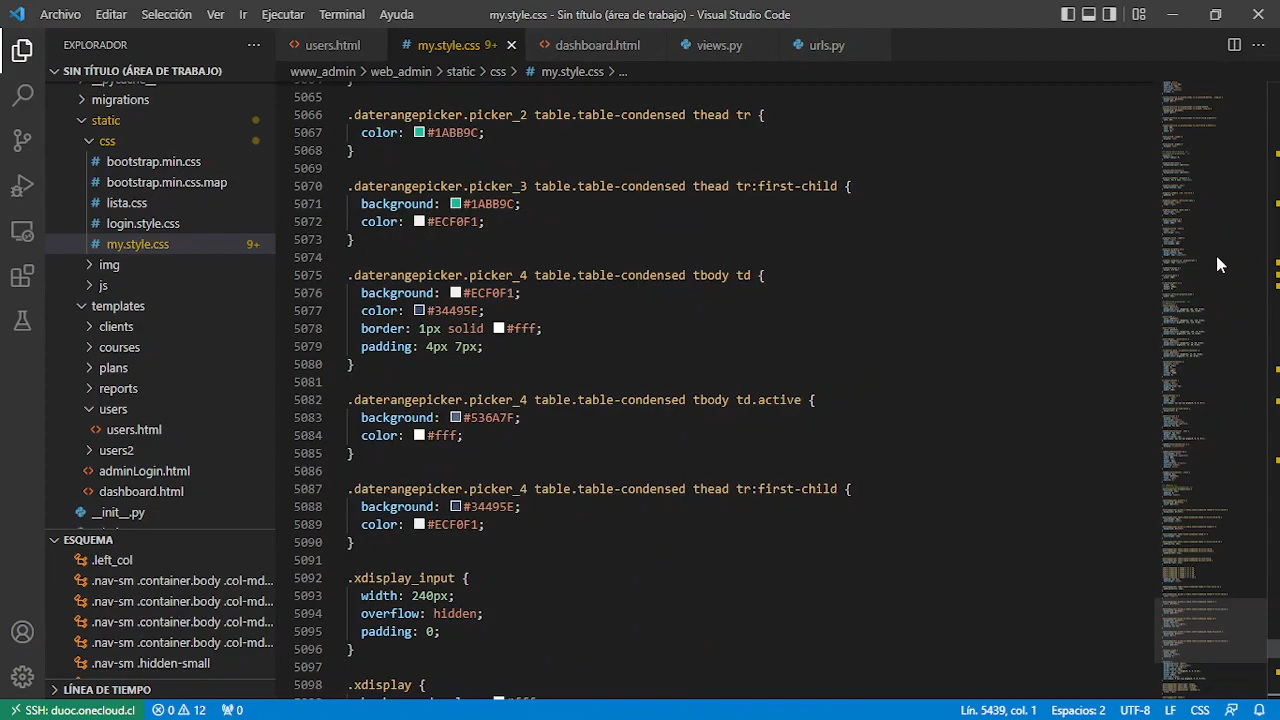 Archivo
Editar
Selección
Ver
Ir
Ejecutar
Terminal
Ayuda
my.style.css - Sin título (área de trabajo) - Visual Studio Code
EXPLORADOR
SIN TÍTULO (ÁREA DE TRABAJO)
migrations
static
css
bootstrap.min.css
bootstrap.min.css.map
list.css
login.style.css
my.style.css 9+
img
js
templates
clients
courses
plans
reports
users
users.html
adminLogin.html
dashboard.html
__init__.py
ESQUEMA
.left_col
.nav-sm .container.body .col-md...
.nav-sm .container.body .col-md...
.nav-sm .container.body .col-md...
.nav-sm .container.body .col-md...
.nav-sm .hidden-small
LÍNEA DE TIEMPO
users.html
my.style.css 9+
dashboard.html
views.py
urls.py
www_admin > web_admin > static > css > # my.style.css > ...
5065
5066 .daterangepicker.picker_2 table.table-condensed thead th {
5067 color: #1ABB9C;
5068 }
5069
5070 .daterangepicker.picker_3 table.table-condensed thead tr:first-child {
5071 background: #1ABB9C;
5072 color: #ECF0F1;
5073 }
5074
5075 .daterangepicker.picker_4 table.table-condensed tbody td {
5076 background: #ECF0F1;
5077 color: #34495E;
5078 border: 1px solid #fff;
5079 padding: 4px 7px;
5080 }
5081
5082 .daterangepicker.picker_4 table.table-condensed tbody td.active {
5083 background: #536A7F;
5084 color: #fff;
5085 }
5086
5087 .daterangepicker.picker_4 table.table-condensed thead tr:first-child {
5088 background: #34495E;
5089 color: #ECF0F1;
5090 }
5091
5092 .xdisplay_input {
5093 width: 240px;
5094 overflow: hidden;
5095 padding: 0;
5096 }
5097
5098 .xdisplay {
Sin duconecloud
0
17
0
Lín. 5439, col. 1
Espacios: 2
UTF-8
LF
CSS